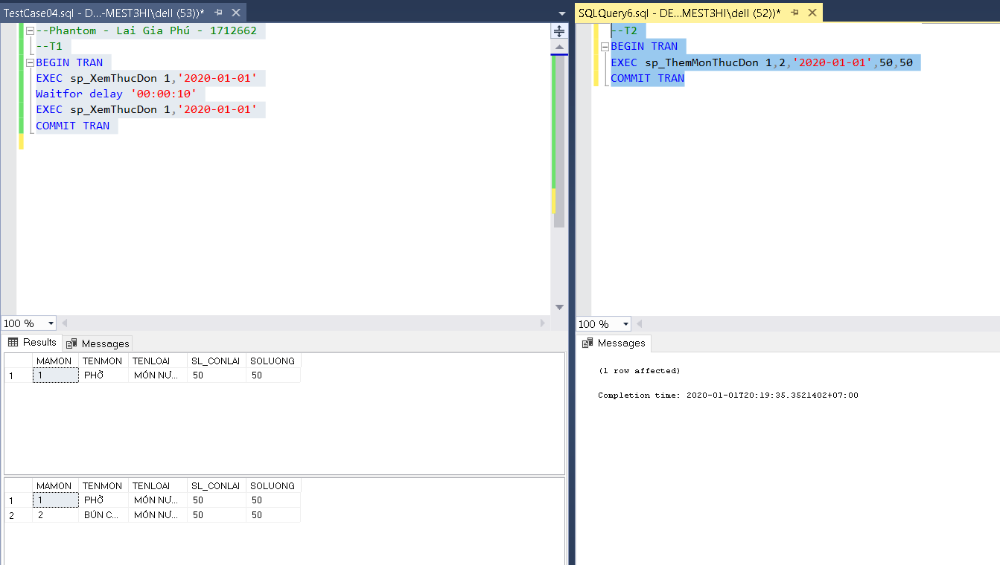 TestCase04.sql - D...-MEST3HI\dell (53))*
--Phantom - Lai Gia Phú - 1712662
--T1
BEGIN TRAN
EXEC sp_XemThucDon 1,'2020-01-01'
Waitfor delay '00:00:10'
EXEC sp_XemThucDon 1,'2020-01-01'
COMMIT TRAN
100 %
Results Messages
MAMON TENMON TENLOAI SL_CONLAI SOLUONG
1 1 PHỞ MÓN NƯ... 50 50
MAMON TENMON TENLOAI SL_CONLAI SOLUONG
1 1 PHỞ MÓN NƯ... 50 50
2 2 BÚN C... MÓN NƯ... 50 50
SQLQuery6.sql - DE...MEST3HI\dell (52))*
--T2
BEGIN TRAN
EXEC sp_ThemMonThucDon 1,2,'2020-01-01',50,50
COMMIT TRAN
100 %
Messages
(1 row affected)
Completion time: 2020-01-01T20:19:35.3521402+07:00